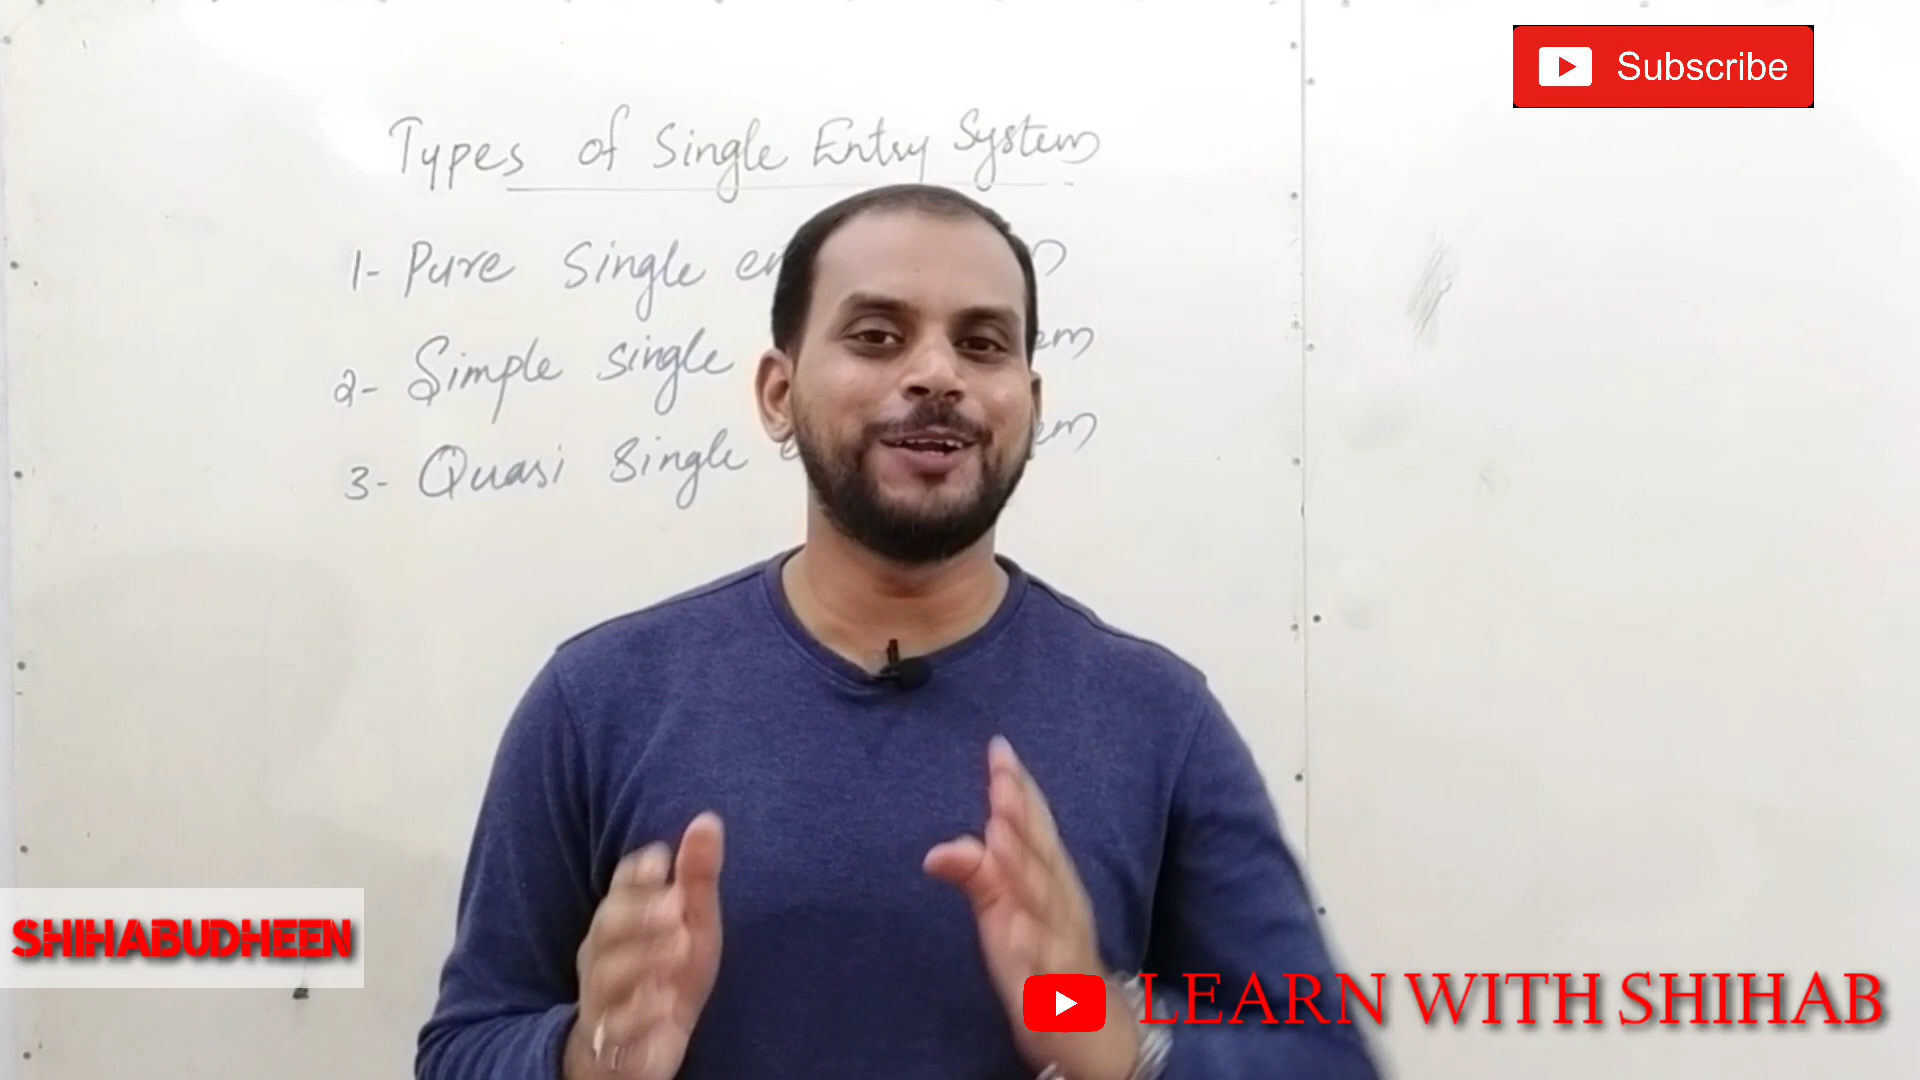 Subscribe
Types of Single Entry System
1- Pure Single
2- Simple Single
3- Quasi Single
SHIHABUDHEEN
LEARN WITH SHIHAB